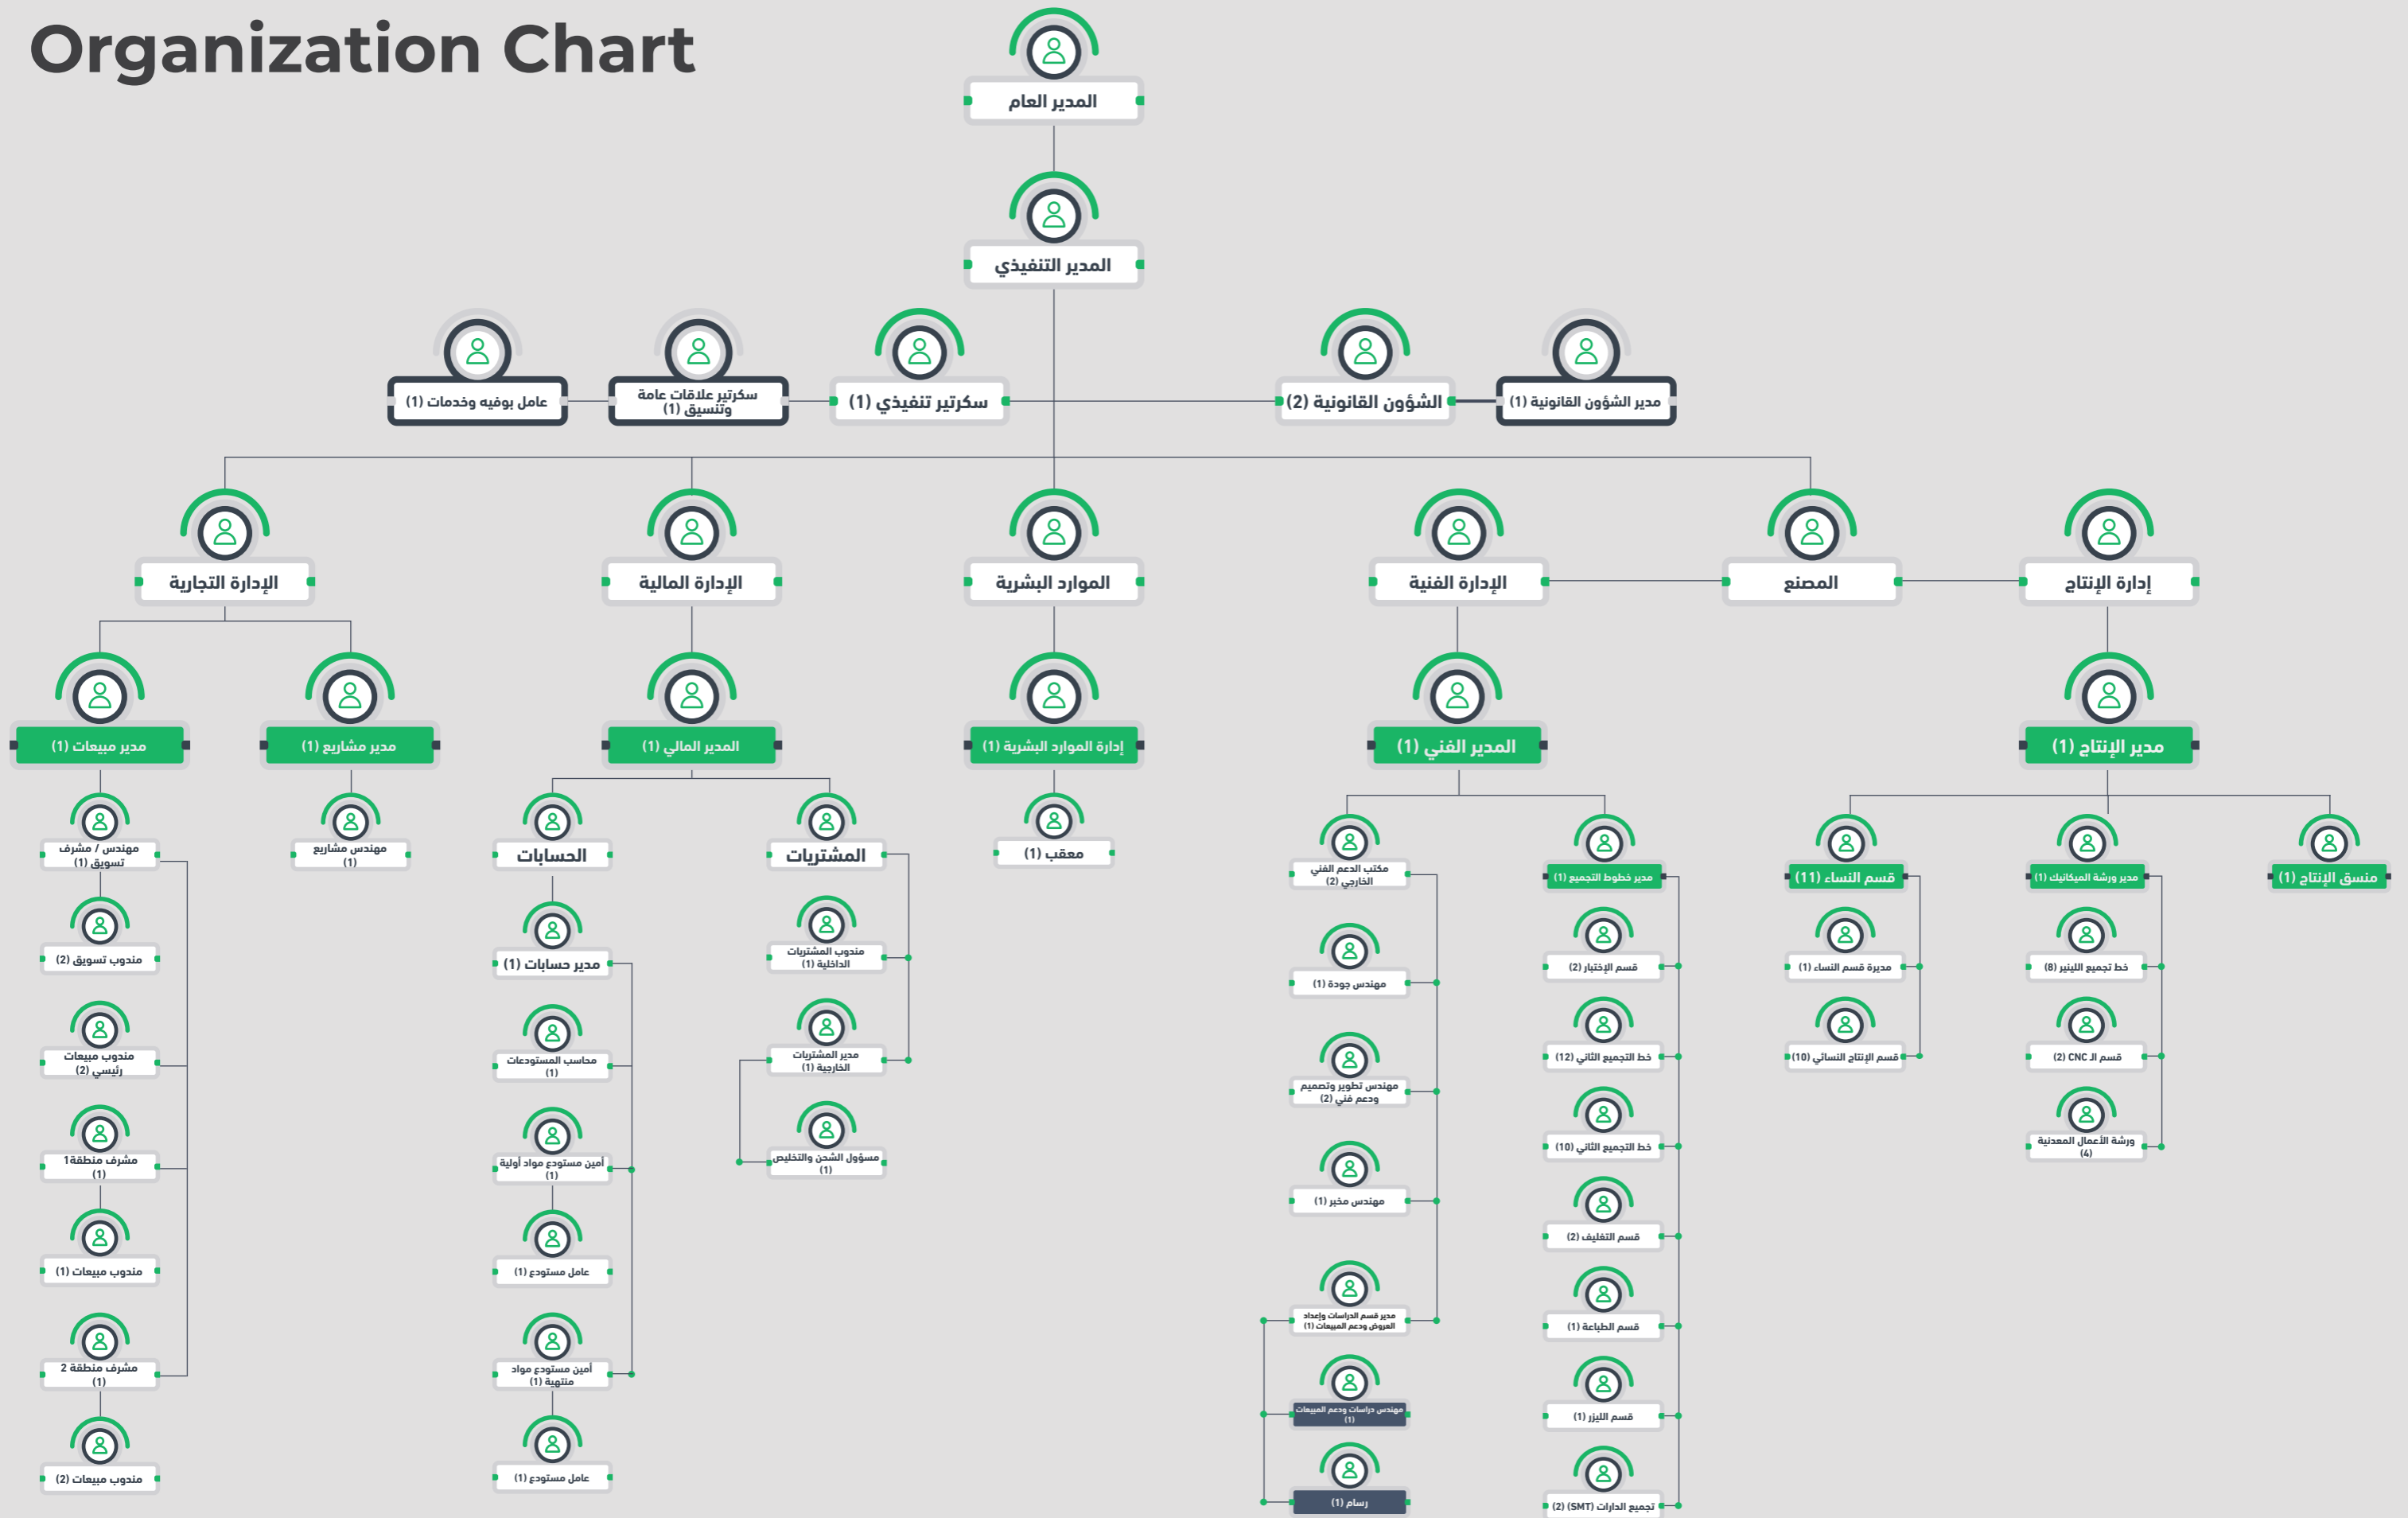 Organization Chart
المدير العام
المدير التنفيذي
عامل بوفيه وخدمات (1)
سكرتير علاقات عامة
وتنسيق (1)
سكرتير تنفيذي (1)
الشؤون القانونية (2)
مدير الشؤون القانونية (1)
الإدارة التجارية
الإدارة المالية
الموارد البشرية
الإدارة الفنية
المصنع
إدارة الإنتاج
مدير مبيعات (1)
مدير مشاريع (1)
المدير المالي (1)
إدارة الموارد البشرية (1)
المدير الفني (1)
مدير الإنتاج (1)
مهندس / مشرف
تسويق (1)
مندوب تسويق (2)
مندوب مبيعات
رئيسي (2)
مشرف منطقة1
(1)
مندوب مبيعات (1)
مشرف منطقة 2
(1)
مندوب مبيعات (2)
مهندس مشاريع
(1)
الحسابات
مدير حسابات (1)
محاسب المستودعات
(1)
أمين مستودع مواد أولية
(1)
عامل مستودع (1)
أمين مستودع مواد
منتهية (1)
عامل مستودع (1)
المشتريات
مندوب المشتريات
الداخلية (1)
مدير المشتريات
الخارجية (1)
مسؤول الشحن والتخليص
(1)
معقب (1)
مكتب الدعم الفني
الخارجي (2)
مهندس جودة (1)
مهندس تطوير وتصميم
ودعم فني (2)
مهندس مخبر (1)
مدير قسم الدراسات وإعداد
العروض ودعم المبيعات (1)
مهندس دراسات ودعم المبيعات
(1)
رسام (1)
مدير خطوط التجميع (1)
قسم الإختبار (2)
خط التجميع الثاني (12)
خط التجميع الثاني (10)
قسم التغليف (2)
قسم الطباعة (1)
قسم الليزر (1)
تجميع الدارات (SMT) (2)
قسم النساء (11)
مديرة قسم النساء (1)
قسم الإنتاج النسائي (10)
مدير ورشة الميكانيك (1)
خط تجميع اللينير (8)
قسم الـ CNC (2)
ورشة الأعمال المعدنية
(4)
منسق الإنتاج (1)